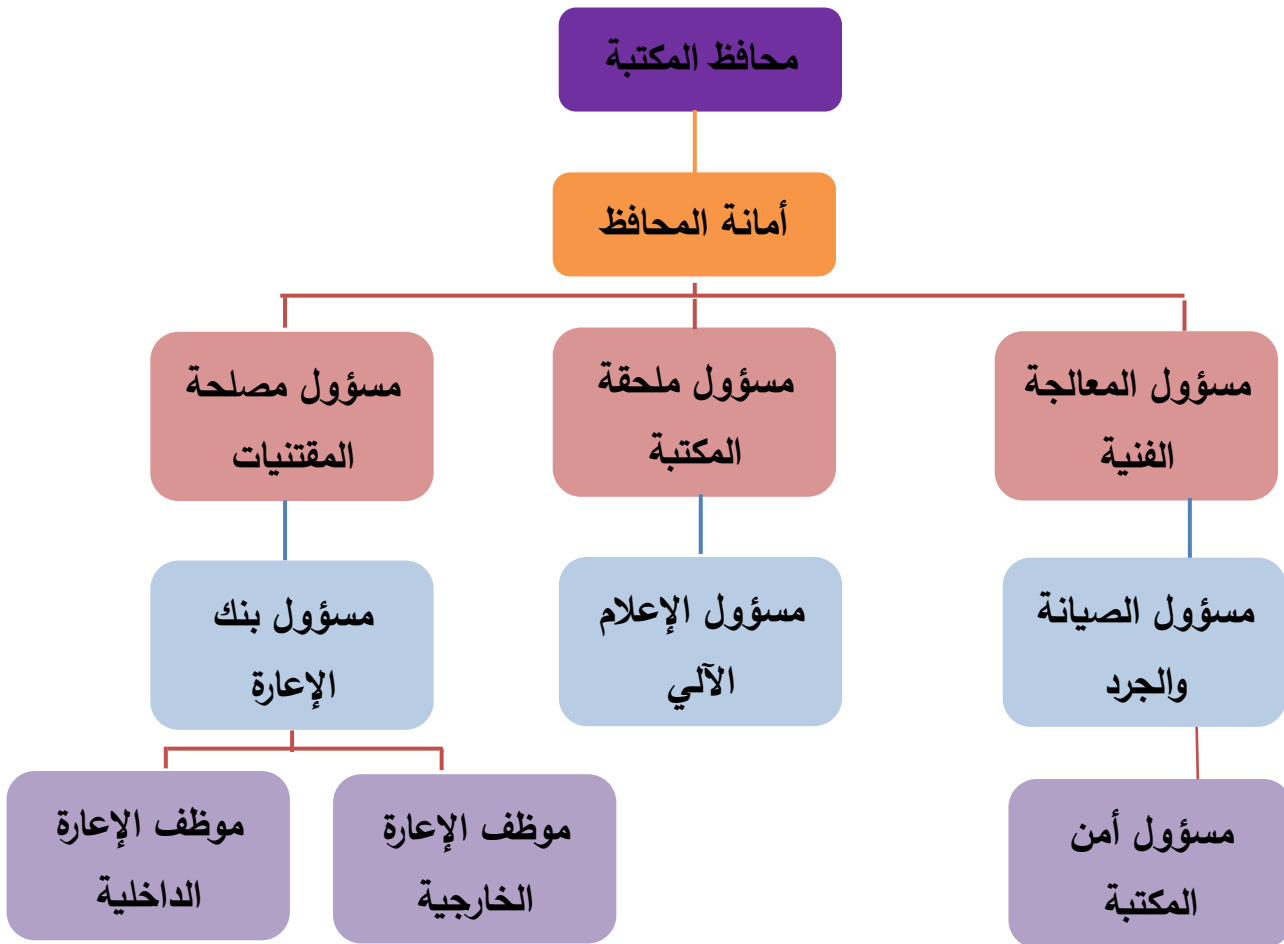 محافظ المكتبة
أمانة المحافظ
مسؤول المعالجة
الفنية
مسؤول ملحقة
المكتبة
مسؤول مصلحة
المقتنيات
مسؤول الصيانة
والجرد
مسؤول الإعلام
الآلي
مسؤول بنك
الإعارة
مسؤول أمن
المكتبة
موظف الإعارة
الخارجية
موظف الإعارة
الداخلية